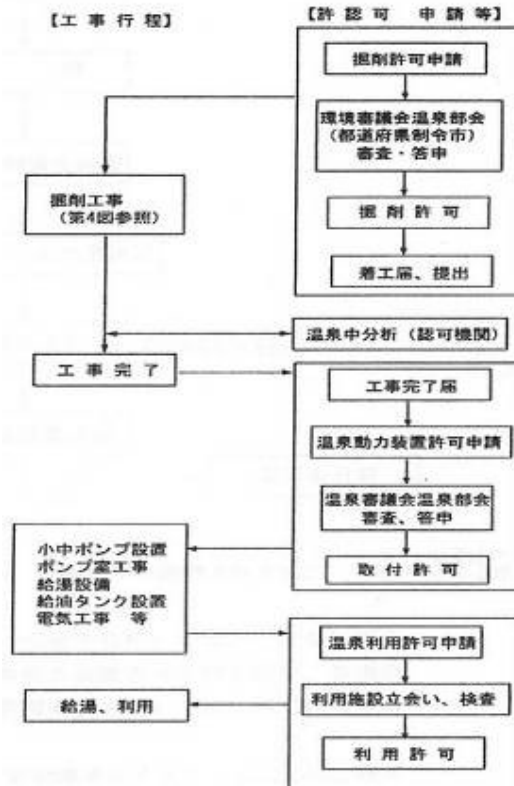 【工事行程】
【許認可 申請等】
掘削許可申請
環境審議会温泉部会
(都道府県制令市)
審査・答申
掘削許可
着工届、提出
掘削工事
(第4図参照)
温泉中分析(認可機関)
工事完了
工事完了届
温泉動力装置許可申請
温泉審議会温泉部会
審査、答申
取付許可
小中ポンプ設置
ポンプ室工事
給湯設備
給油タンク設置
電気工事 等
温泉利用許可申請
利用施設立会い、検査
利用許可
給湯、利用